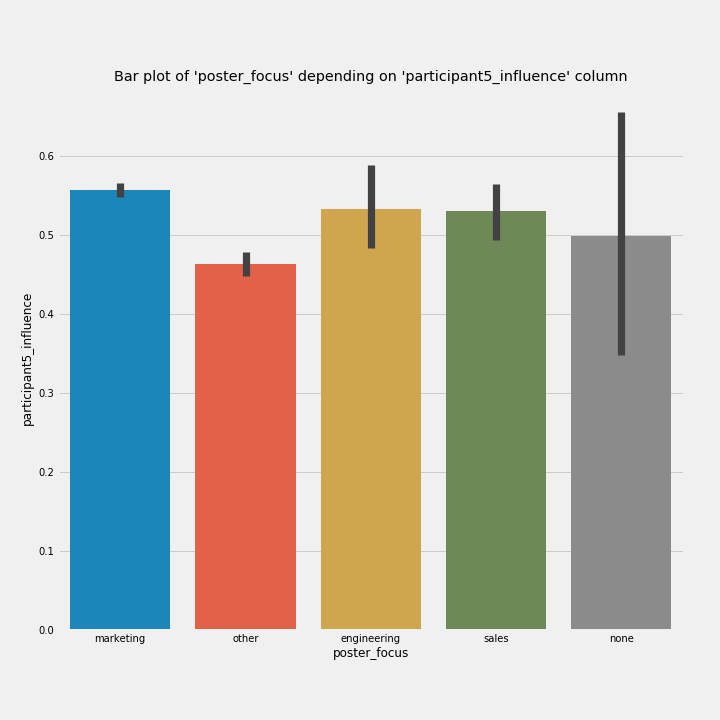 Bar plot of 'poster_focus' depending on 'participant5_influence' column
participant5_influence
0.6
0.5
0.4
0.3
0.2
0.1
0.0
marketing other engineering sales none
poster_focus